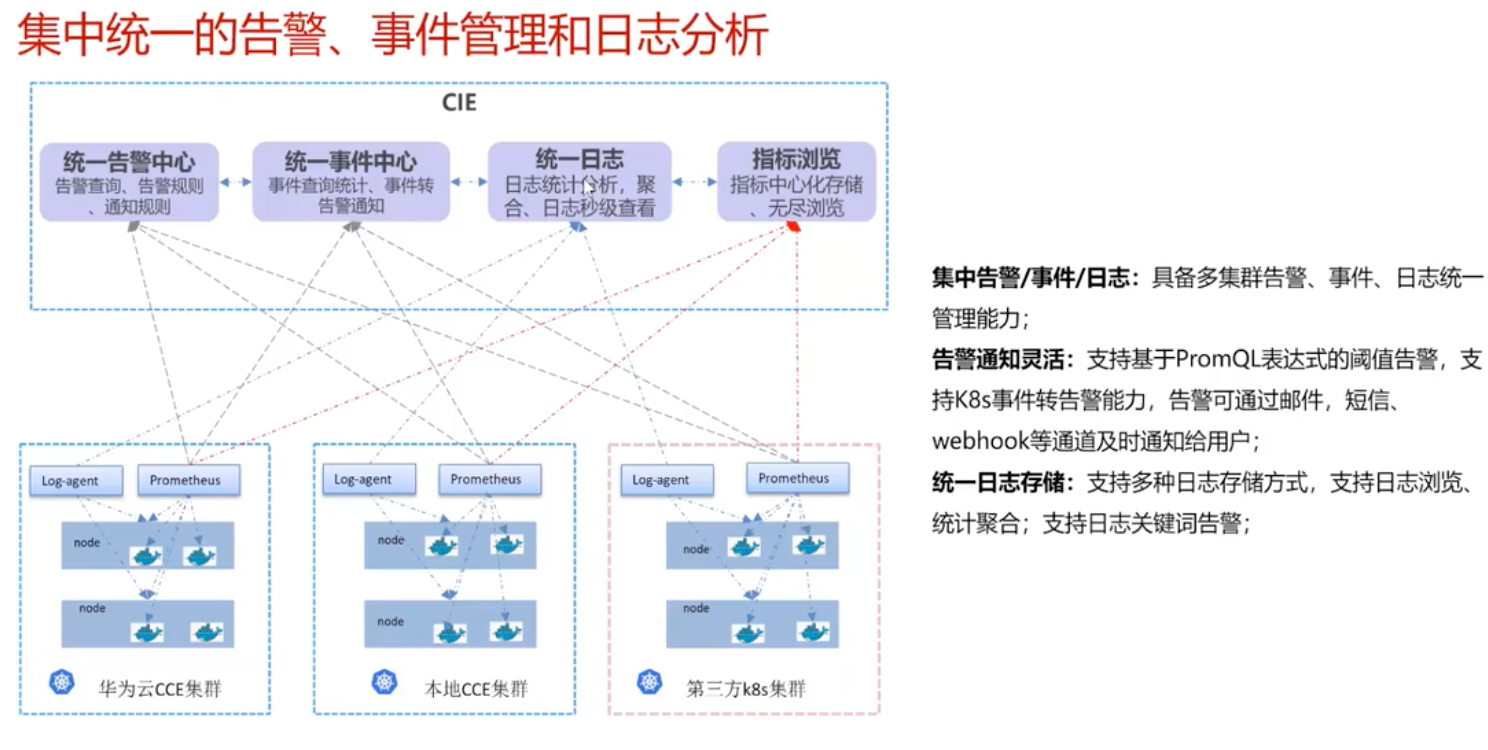 集中统一的告警、事件管理和日志分析
CIE
统一告警中心
告警查询、告警规则
、通知规则
统一事件中心
事件查询统计、事件转
告警通知
统一日志
日志统计分析，聚
合、日志秒级查看
指标浏览
指标中心化存储
、无尽浏览
集中告警/事件/日志：具备多集群告警、事件、日志统一
管理能力；
告警通知灵活：支持基于PromQL表达式的阈值告警，支
持K8s事件转告警能力，告警可通过邮件，短信、
webhook等通道及时通知给用户；
统一日志存储：支持多种日志存储方式，支持日志浏览、
统计聚合；支持日志关键词告警；
Log-agent
Prometheus
node
node
华为云CCE集群
Log-agent
Prometheus
node
node
本地CCE集群
Log-agent
Prometheus
node
node
第三方k8s集群